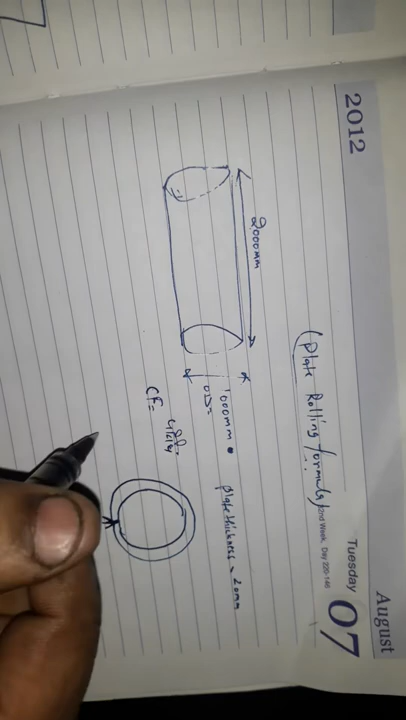 2012
August
Tuesday 07
32nd Week, Day 220-146
(Plate Rolling formula)
2000mm
OD=
1000mm
plate thickness ~ 20mm
CF=